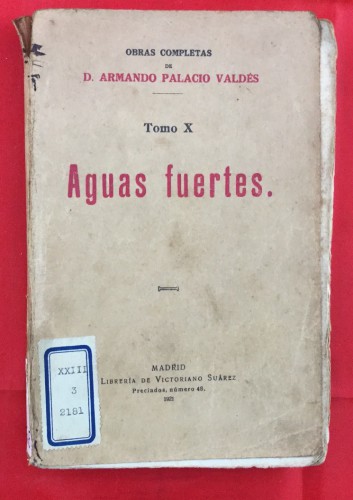 OBRAS COMPLETAS
DE
D. ARMANDO PALACIO VALDÉS
Tomo X
Aguas fuertes.
XXIII
3
2181
MADRID
LIBRERÍA DE VICTORIANO SUÁREZ
Preciados, número 48.
1921